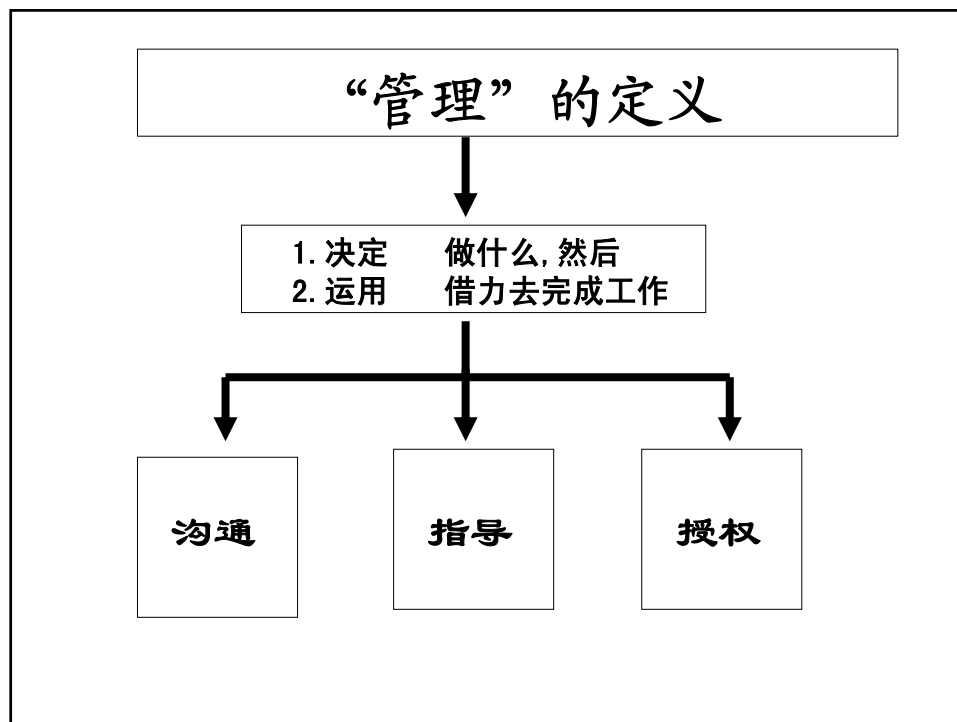 “管理”的定义
1.决定 做什么,然后
2.运用 借力去完成工作
沟通 指导 授权